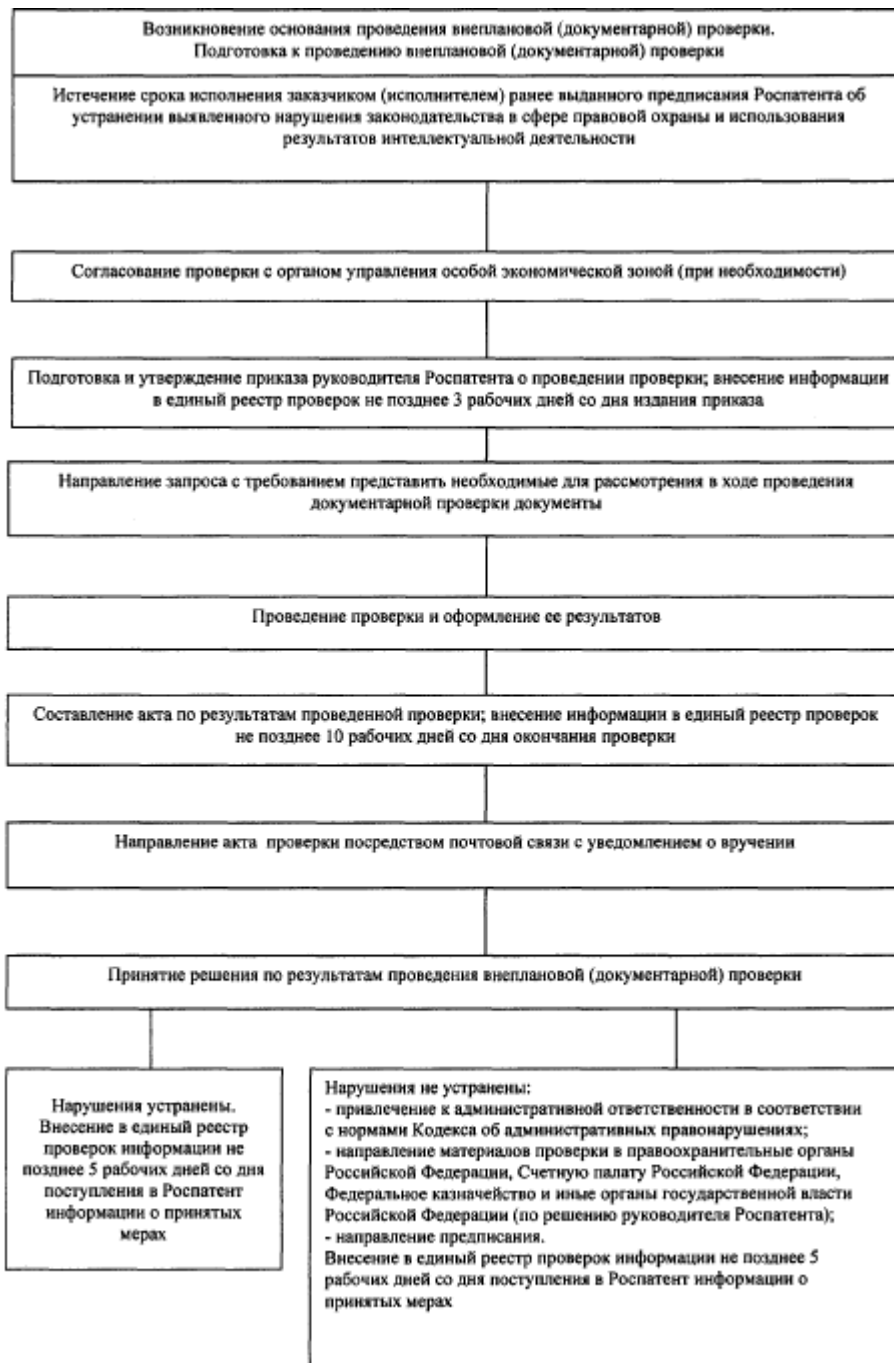 Возникновение основания проведения внеплановой (документарной) проверки.
Подготовка к проведению внеплановой (документарной) проверки
Истечение срока исполнения заказчиком (исполнителем) ранее выданного предписания Роспатента об
устранении выявленного нарушения законодательства в сфере правовой охраны и использования
результатов интеллектуальной деятельности
Согласование проверки с органом управления особой экономической зоной (при необходимости)
Подготовка и утверждение приказа руководителя Роспатента о проведении проверки; внесение информации
в единый реестр проверок не позднее 3 рабочих дней со дня издания приказа
Направление запроса с требованием представить необходимые для рассмотрения в ходе проведения
документарной проверки документы
Проведение проверки и оформление ее результатов
Составление акта по результатам проведенной проверки; внесение информации в единый реестр проверок
не позднее 10 рабочих дней со дня окончания проверки
Направление акта проверки посредством почтовой связи с уведомлением о вручении
Принятие решения по результатам проведения внеплановой (документарной) проверки
Нарушения устранены.
Внесение в единый реестр
проверок информации не
позднее 5 рабочих дней со дня
поступления в Роспатент
информации о принятых
мерах
Нарушения не устранены:
- привлечение к административной ответственности в соответствии
с нормами Кодекса об административных правонарушениях;
- направление материалов проверки в правоохранительные органы
Российской Федерации, Счетную палату Российской Федерации,
Федеральное казначейство и иные органы государственной власти
Российской Федерации (по решению руководителя Роспатента);
- направление предписания.
Внесение в единый реестр проверок информации не позднее 5
рабочих дней со дня поступления в Роспатент информации о
принятых мерах